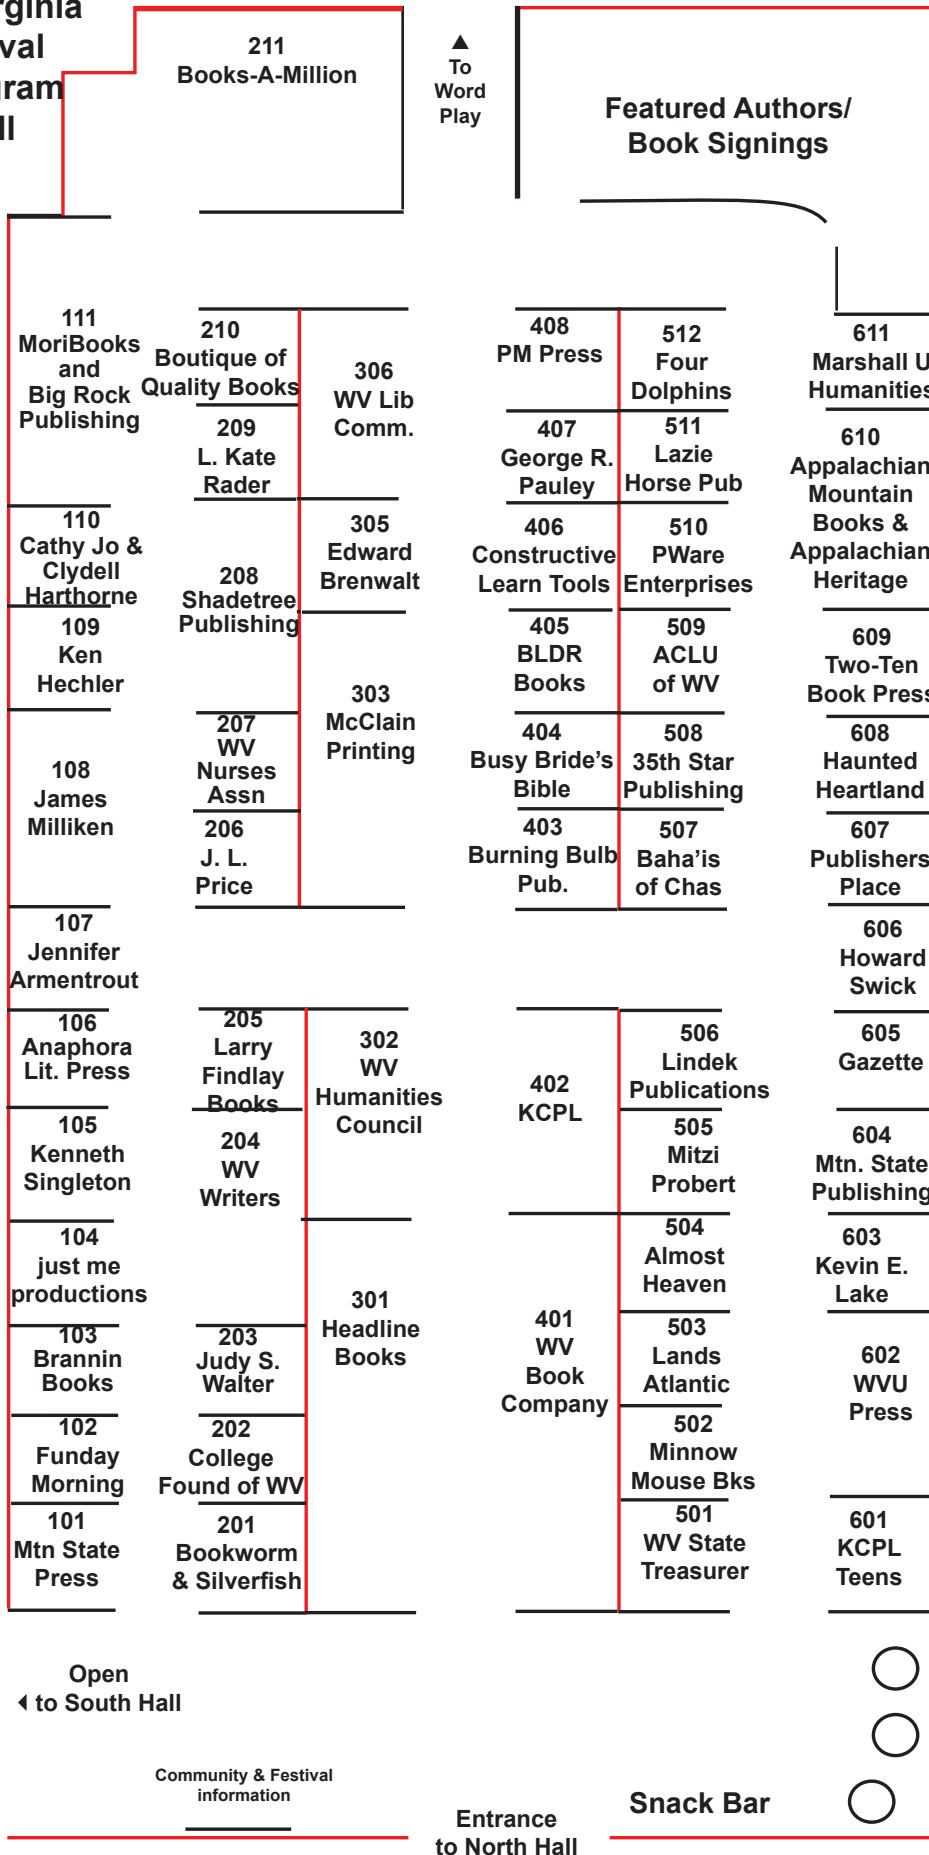 rginia
val
gram
ll
211
Books-A-Million
To
Word
Play
Featured Authors/
Book Signings
111
MoriBooks
and
Big Rock
Publishing
110
Cathy Jo &
Clydell
Harthorne
109
Ken
Hechler
108
James
Milliken
107
Jennifer
Armentrout
106
Anaphora
Lit. Press
105
Kenneth
Singleton
104
just me
productions
103
Brannin
Books
102
Funday
Morning
101
Mtn State
Press
210
Boutique of
Quality Books
209
L. Kate
Rader
208
Shadetree
Publishing
207
WV
Nurses
Assn
206
J. L.
Price
205
Larry
Findlay
Books
204
WV
Writers
203
Judy S.
Walter
202
College
Found of WV
201
Bookworm
& Silverfish
306
WV Lib
Comm.
305
Edward
Brenwalt
303
McClain
Printing
302
WV
Humanities
Council
301
Headline
Books
408
PM Press
407
George R.
Pauley
406
Constructive
Learn Tools
405
BLDR
Books
404
Busy Bride's
Bible
403
Burning Bulb
Pub.
402
KCPL
401
WV
Book
Company
512
Four
Dolphins
511
Lazie
Horse Pub
510
PWare
Enterprises
509
ACLU
of WV
508
35th Star
Publishing
507
Baha'is
of Chas
506
Lindek
Publications
505
Mitzi
Probert
504
Almost
Heaven
503
Lands
Atlantic
502
Minnow
Mouse Bks
501
WV State
Treasurer
611
Marshall U
Humanities
610
Appalachian
Mountain
Books &
Appalachian
Heritage
609
Two-Ten
Book Press
608
Haunted
Heartland
607
Publishers
Place
606
Howard
Swick
605
Gazette
604
Mtn. State
Publishing
603
Kevin E.
Lake
602
WVU
Press
601
KCPL
Teens
Open
to South Hall
Community & Festival
information
Entrance
to North Hall
Snack Bar